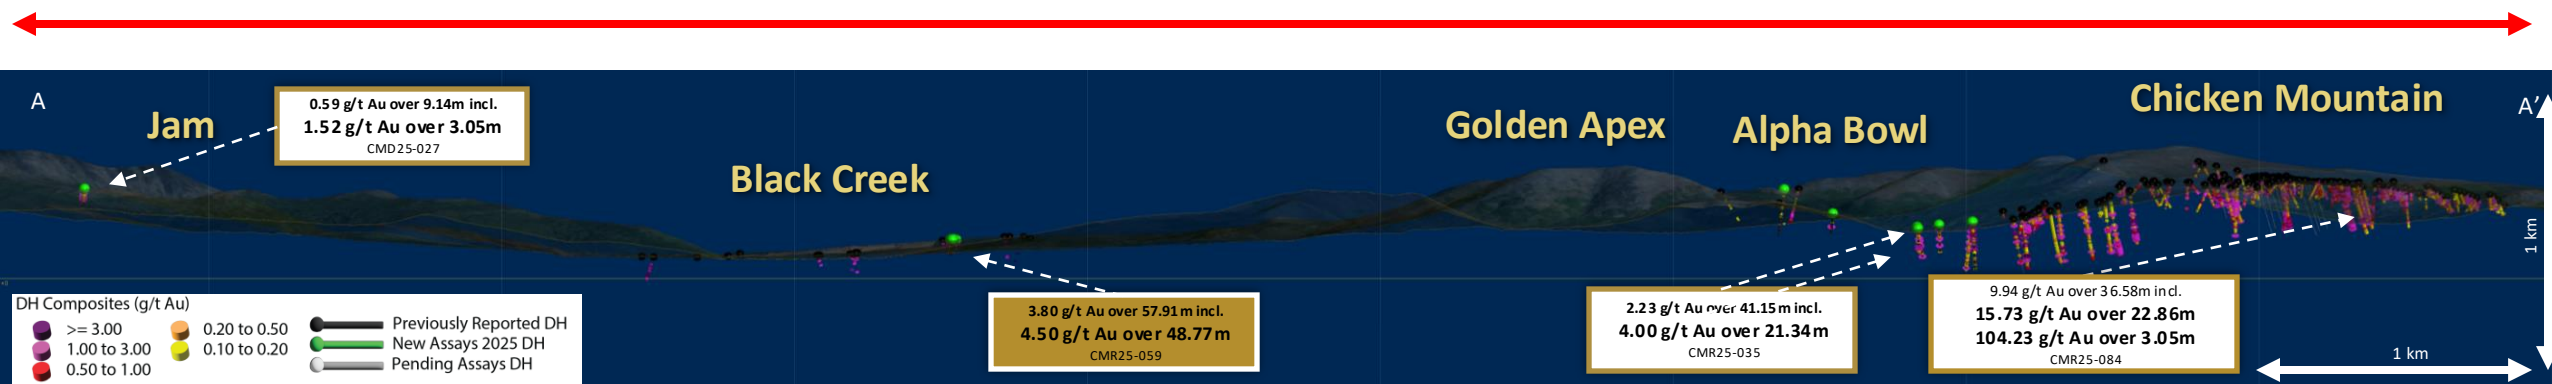 A
Jam
0.59 g/t Au over 9.14m incl.
1.52 g/t Au over 3.05m
CMD25-027
Black Creek
Golden Apex
Alpha Bowl
Chicken Mountain
A’
1 km
3.80 g/t Au over 57.91m incl.
4.50 g/t Au over 48.77m
CMR25-059
2.23 g/t Au over 41.15m incl.
4.00 g/t Au over 21.34m
CMR25-035
9.94 g/t Au over 36.58m incl.
15.73 g/t Au over 22.86m
104.23 g/t Au over 3.05m
CMR25-084
1 km
DH Composites (g/t Au)
>= 3.00
1.00 to 3.00
0.50 to 1.00
0.20 to 0.50
0.10 to 0.20
Previously Reported DH
New Assays 2025 DH
Pending Assays DH